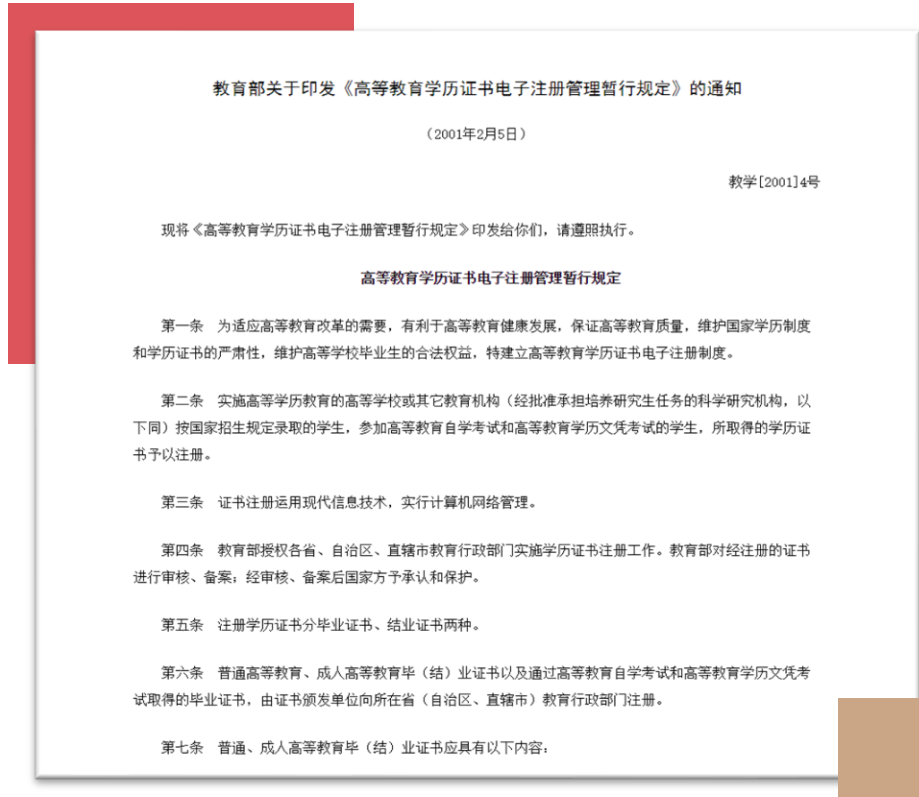 教育部关于印发《高等教育学历证书电子注册管理暂行规定》的通知
（2001年2月5日）
教学[2001]4号
现将《高等教育学历证书电子注册管理暂行规定》印发给你们，请遵照执行。
高等教育学历证书电子注册管理暂行规定
第一条　为适应高等教育改革的需要，有利于高等教育健康发展，保证高等教育质量，维护国家学历制度
和学历证书的严肃性，维护高等学校毕业生的合法权益，特建立高等教育学历证书电子注册制度。
第二条　实施高等学历教育的高等学校或其它教育机构（经批准承担培养研究生任务的科学研究机构，以
下同）按国家招生规定录取的学生，参加高等教育自学考试和高等教育学历文凭考试的学生，所取得的学历证
书予以注册。
第三条　证书注册运用现代信息技术，实行计算机网络管理。
第四条　教育部授权各省、自治区、直辖市教育行政部门实施学历证书注册工作。教育部对经注册的证书
进行审核、备案；经审核、备案后国家方予承认和保护。
第五条　注册学历证书分毕业证书、结业证书两种。
第六条　普通高等教育、成人高等教育毕（结）业证书以及通过高等教育自学考试和高等教育学历文凭考
试取得的毕业证书，由证书颁发单位向所在省（自治区、直辖市）教育行政部门注册。
第七条　普通、成人高等教育毕（结）业证书应具有以下内容：